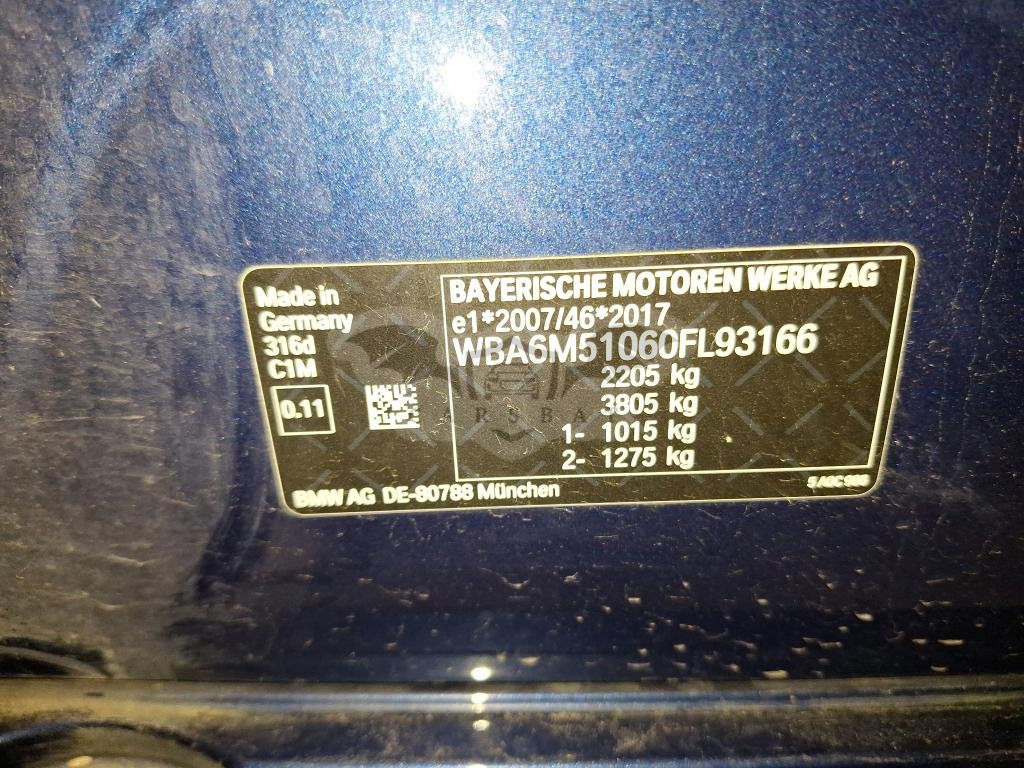 Made in
Germany
316d
C1M
0.11
BAYERISCHE MOTOREN WERKE AG
e1*2007/46*2017
WBA6M51060FL93166
2205 kg
3805 kg
1- 1015 kg
2- 1275 kg
BMW AG DE-80788 München